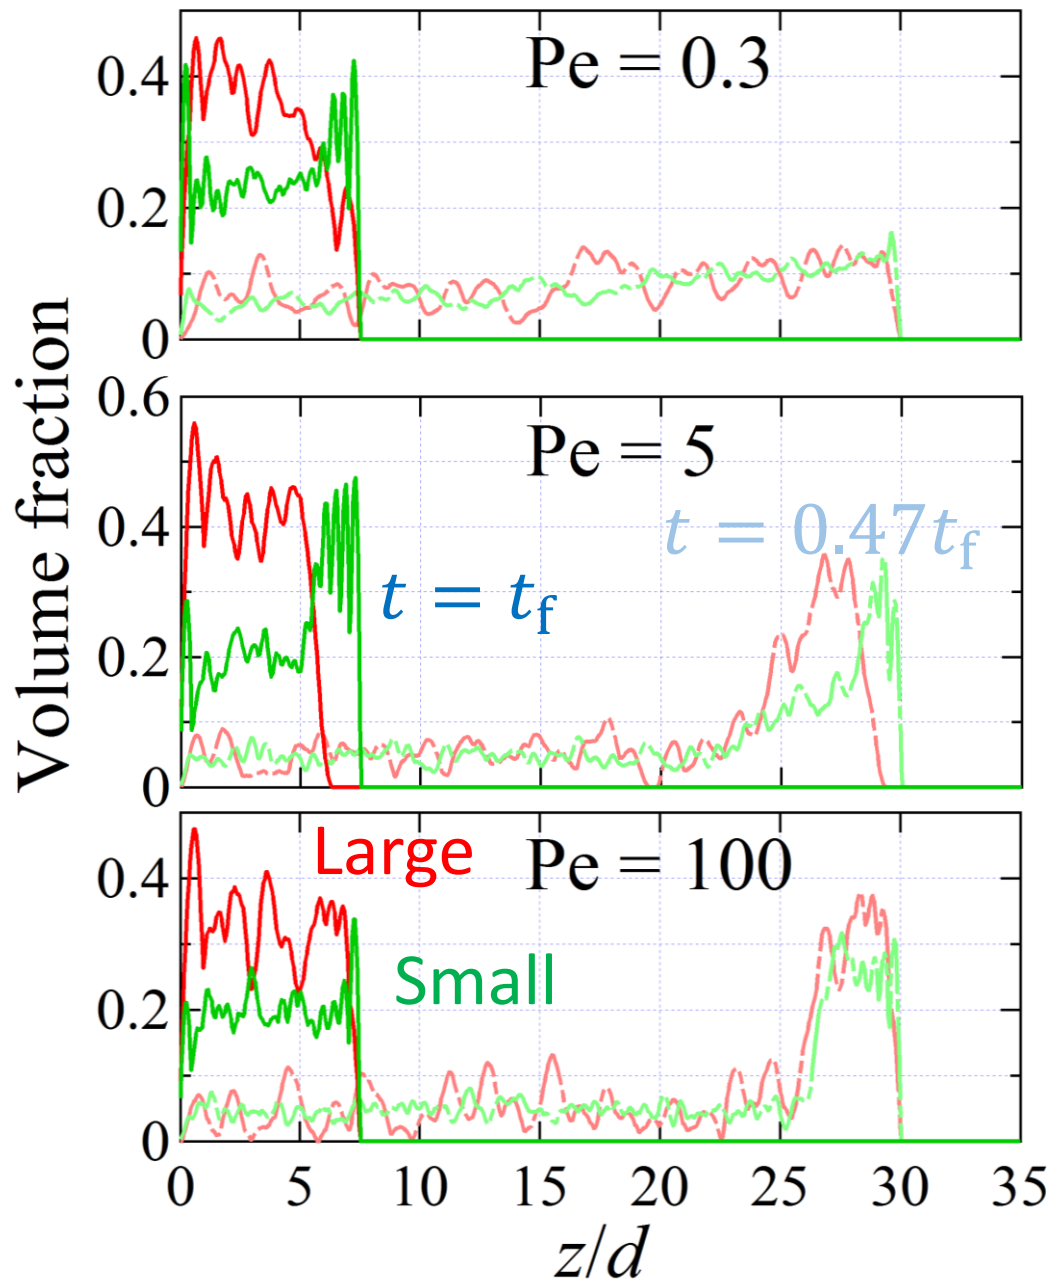 Volume fraction
Pe = 0.3
0.4
0.2
0
0.6
Pe = 5
t = 0.47t_f
0.4
t = t_f
0.2
0
Large
Pe = 100
0.4
Small
0.2
0
0 5 10 15 20 25 30 35
z/d